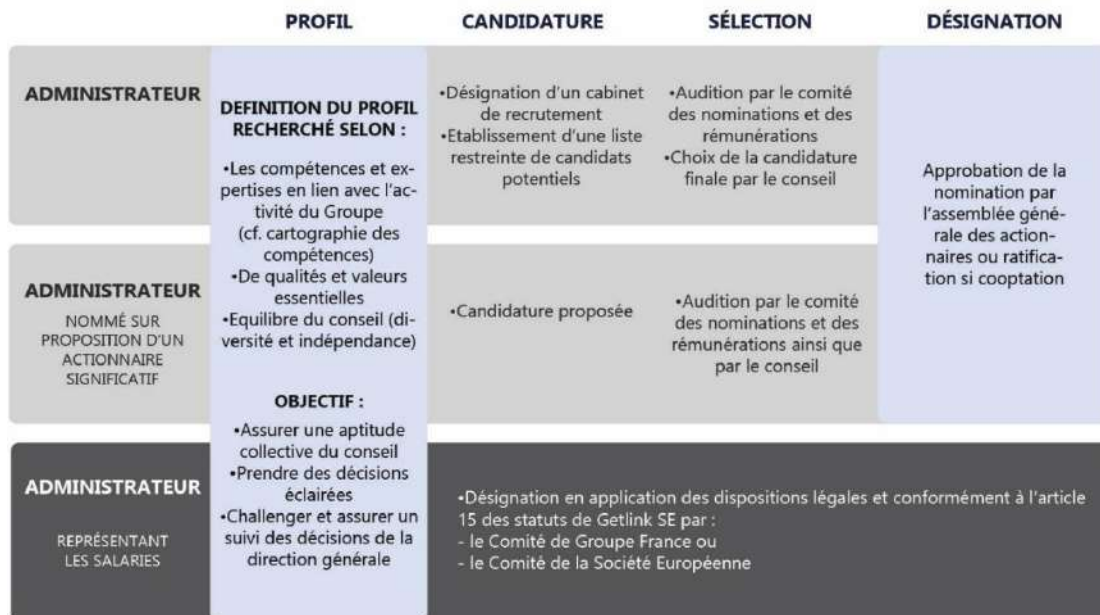 PROFIL
CANDIDATURE
SÉLECTION
DÉSIGNATION
ADMINISTRATEUR
DEFINITION DU PROFIL
RECHERCHÉ SELON :
•Les compétences et ex-
pertises en lien avec l'ac-
tivité du Groupe
(cf. cartographie des
compétences)
•De qualités et valeurs
essentielles
•Equilibre du conseil (di-
versité et indépendance)
OBJECTIF :
•Assurer une aptitude
collective du conseil
•Prendre des décisions
éclairées
•Challenger et assurer un
suivi des décisions de la
direction générale
•Désignation d'un cabinet
de recrutement
•Etablissement d'une liste
restreinte de candidats
potentiels
•Audition par le comité
des nominations et des
rémunérations
•Choix de la candidature
finale par le conseil
Approbation de la
nomination par
l'assemblée géné-
rale des action-
naires ou ratifica-
tion si cooptation
ADMINISTRATEUR
NOMMÉ SUR
PROPOSITION D'UN
ACTIONNAIRE
SIGNIFICATIF
•Candidature proposée
•Audition par le comité
des nominations et des
rémunérations ainsi que
par le conseil
ADMINISTRATEUR
REPRÉSENTANT
LES SALARIES
•Désignation en application des dispositions légales et conformément à l'article
15 des statuts de Getlink SE par :
- le Comité de Groupe France ou
- le Comité de la Société Européenne